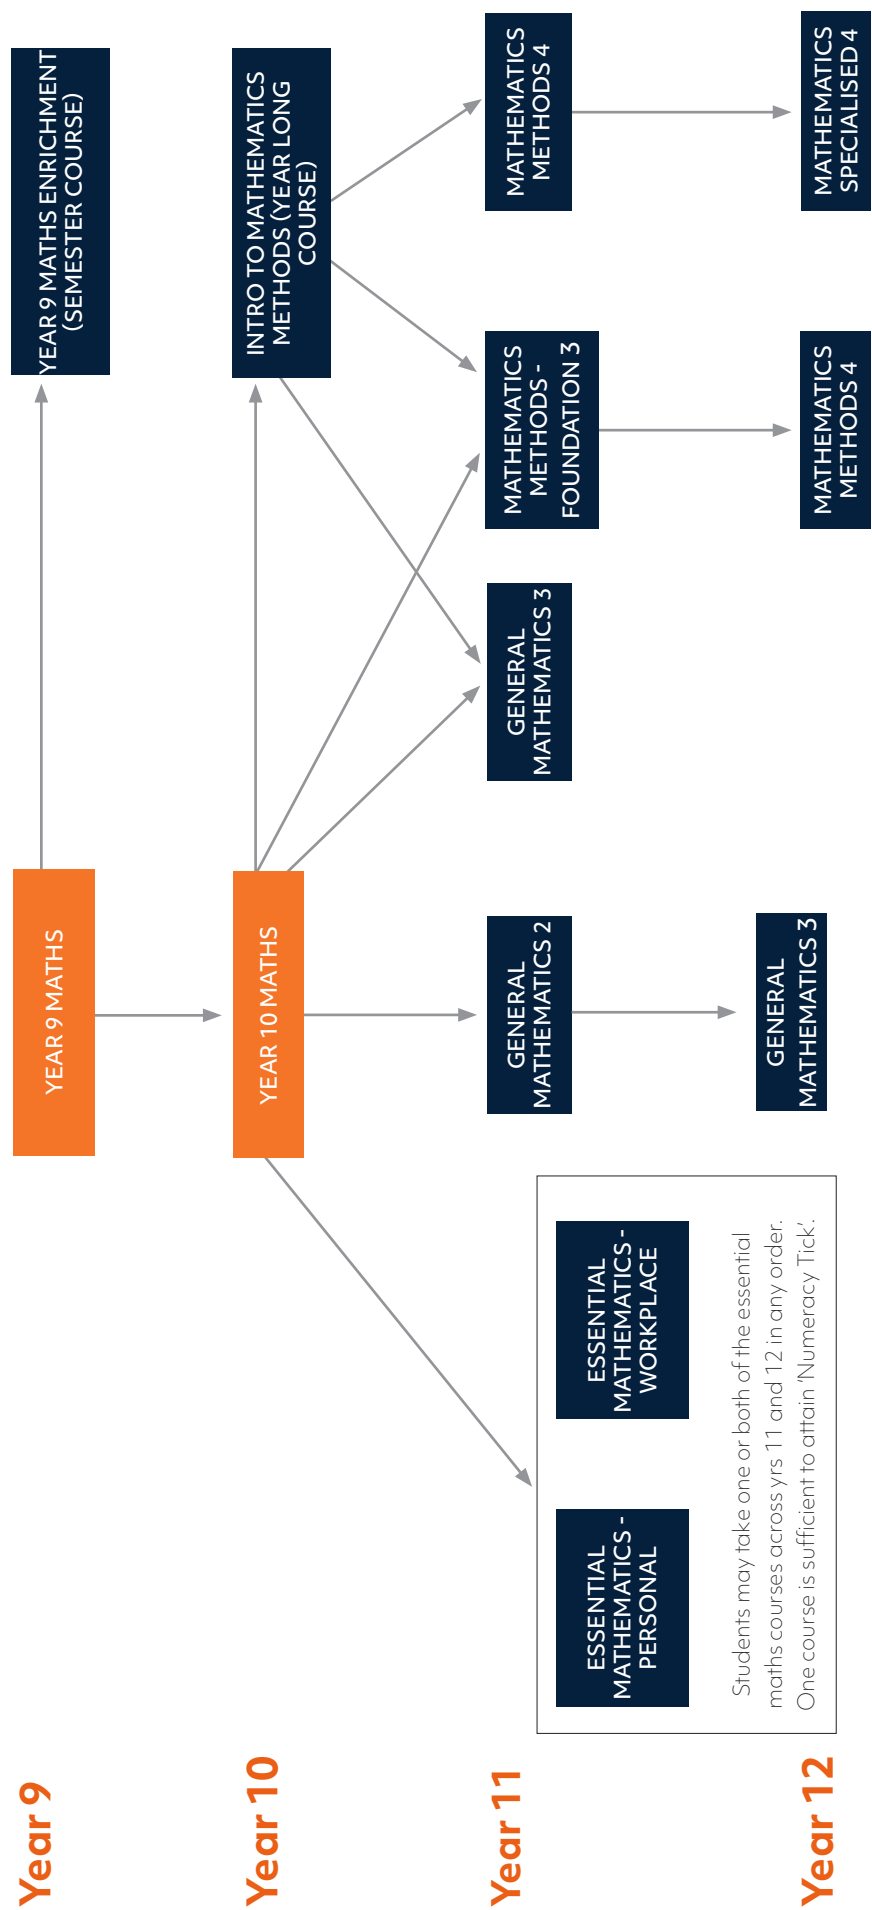 Year 9
YEAR 9 MATHS
YEAR 9 MATHS ENRICHMENT
(SEMESTER COURSE)
Year 10
YEAR 10 MATHS
INTRO TO MATHEMATICS
METHODS (YEAR LONG
COURSE)
Year 11
ESSENTIAL
MATHEMATICS -
PERSONAL
ESSENTIAL
MATHEMATICS -
WORKPLACE
Students may take one or both of the essential
maths courses across yrs 11 and 12 in any order.
One course is sufficient to attain ‘Numeracy Tick’.
GENERAL
MATHEMATICS 2
GENERAL
MATHEMATICS 3
MATHEMATICS
METHODS -
FOUNDATION 3
MATHEMATICS
METHODS 4
Year 12
GENERAL
MATHEMATICS 3
MATHEMATICS
METHODS 4
MATHEMATICS
SPECIALISED 4